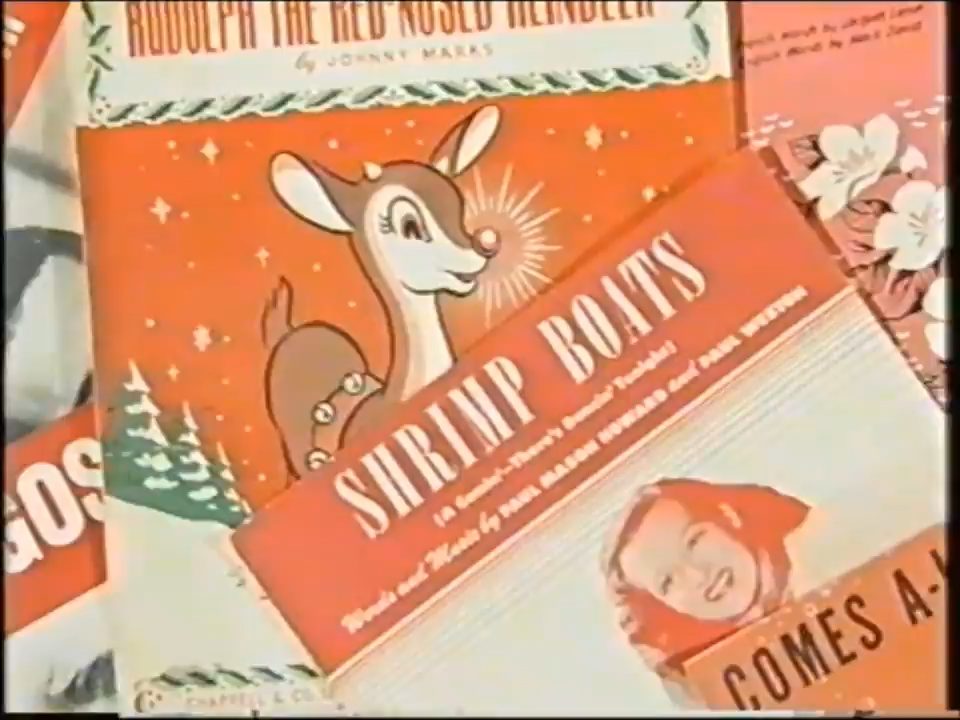 RUDOLPH THE RED-NOSED REINDEER
by JOHNNY MARKS
SHRIMP BOATS
(A Comin'-There's Dancin' Tonight)
Words and Music by PAUL MASON HOWARD and PAUL WESTON
GOS
COMES A-
CHAPPELL & CO.